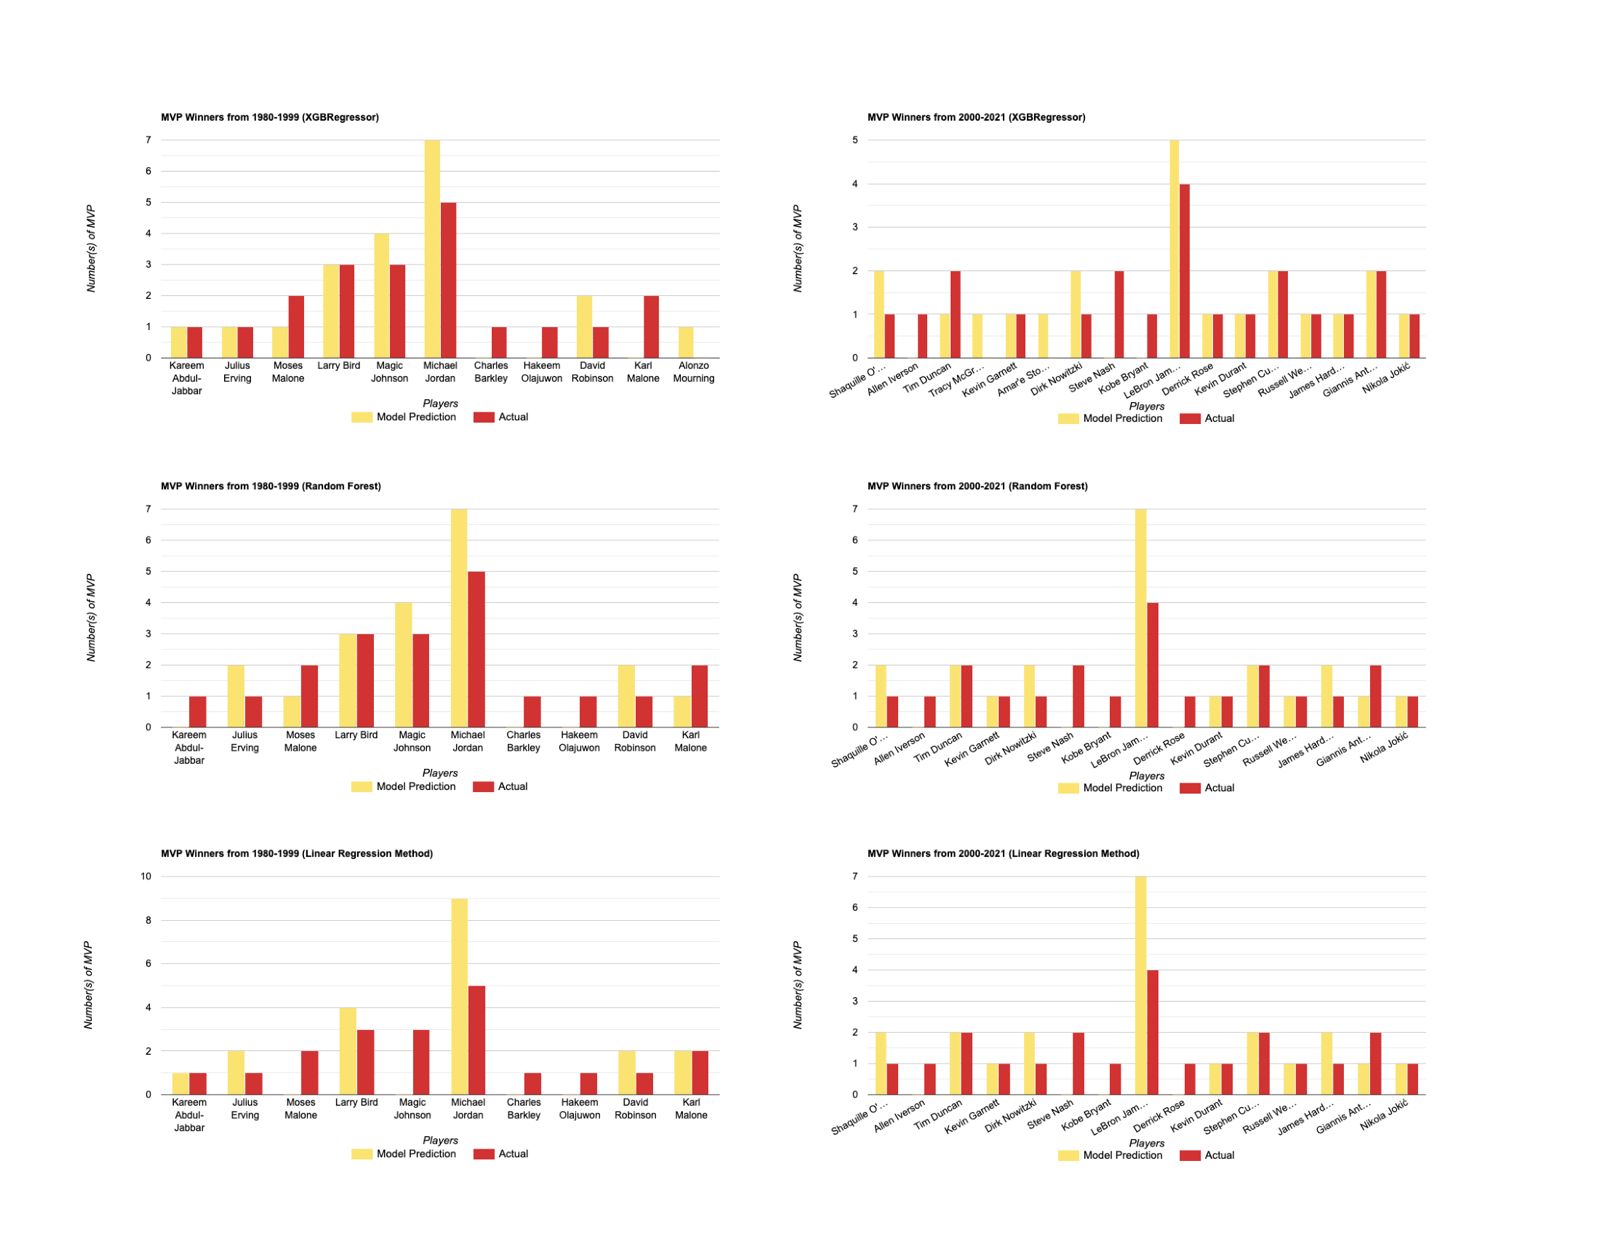 MVP Winners from 1980-1999 (XGBRegressor)
Number(s) of MVP
7
6
5
4
3
2
1
0
Kareem Abdul-Jabbar
Julius Erving
Moses Malone
Larry Bird
Magic Johnson
Michael Jordan
Charles Barkley
Hakeem Olajuwon
David Robinson
Karl Malone
Alonzo Mourning
Players
Model Prediction
Actual
MVP Winners from 2000-2021 (XGBRegressor)
Number(s) of MVP
5
4
3
2
1
0
Shaquille O'...
Allen Iverson
Tim Duncan
Tracy McGr...
Kevin Garnett
Amar'e Sto...
Dirk Nowitzki
Steve Nash
Kobe Bryant
LeBron Jam...
Derrick Rose
Kevin Durant
Stephen Cu...
Russell We...
James Hard...
Giannis Ant...
Nikola Jokić
Players
Model Prediction
Actual
MVP Winners from 1980-1999 (Random Forest)
Number(s) of MVP
7
6
5
4
3
2
1
0
Kareem Abdul-Jabbar
Julius Erving
Moses Malone
Larry Bird
Magic Johnson
Michael Jordan
Charles Barkley
Hakeem Olajuwon
David Robinson
Karl Malone
Players
Model Prediction
Actual
MVP Winners from 2000-2021 (Random Forest)
Number(s) of MVP
7
6
5
4
3
2
1
0
Shaquille O'...
Allen Iverson
Tim Duncan
Kevin Garnett
Dirk Nowitzki
Steve Nash
Kobe Bryant
LeBron Jam...
Derrick Rose
Kevin Durant
Stephen Cu...
Russell We...
James Hard...
Giannis Ant...
Nikola Jokić
Players
Model Prediction
Actual
MVP Winners from 1980-1999 (Linear Regression Method)
Number(s) of MVP
10
8
6
4
2
0
Kareem Abdul-Jabbar
Julius Erving
Moses Malone
Larry Bird
Magic Johnson
Michael Jordan
Charles Barkley
Hakeem Olajuwon
David Robinson
Karl Malone
Players
Model Prediction
Actual
MVP Winners from 2000-2021 (Linear Regression Method)
Number(s) of MVP
7
6
5
4
3
2
1
0
Shaquille O'...
Allen Iverson
Tim Duncan
Kevin Garnett
Dirk Nowitzki
Steve Nash
Kobe Bryant
LeBron Jam...
Derrick Rose
Kevin Durant
Stephen Cu...
Russell We...
James Hard...
Giannis Ant...
Nikola Jokić
Players
Model Prediction
Actual